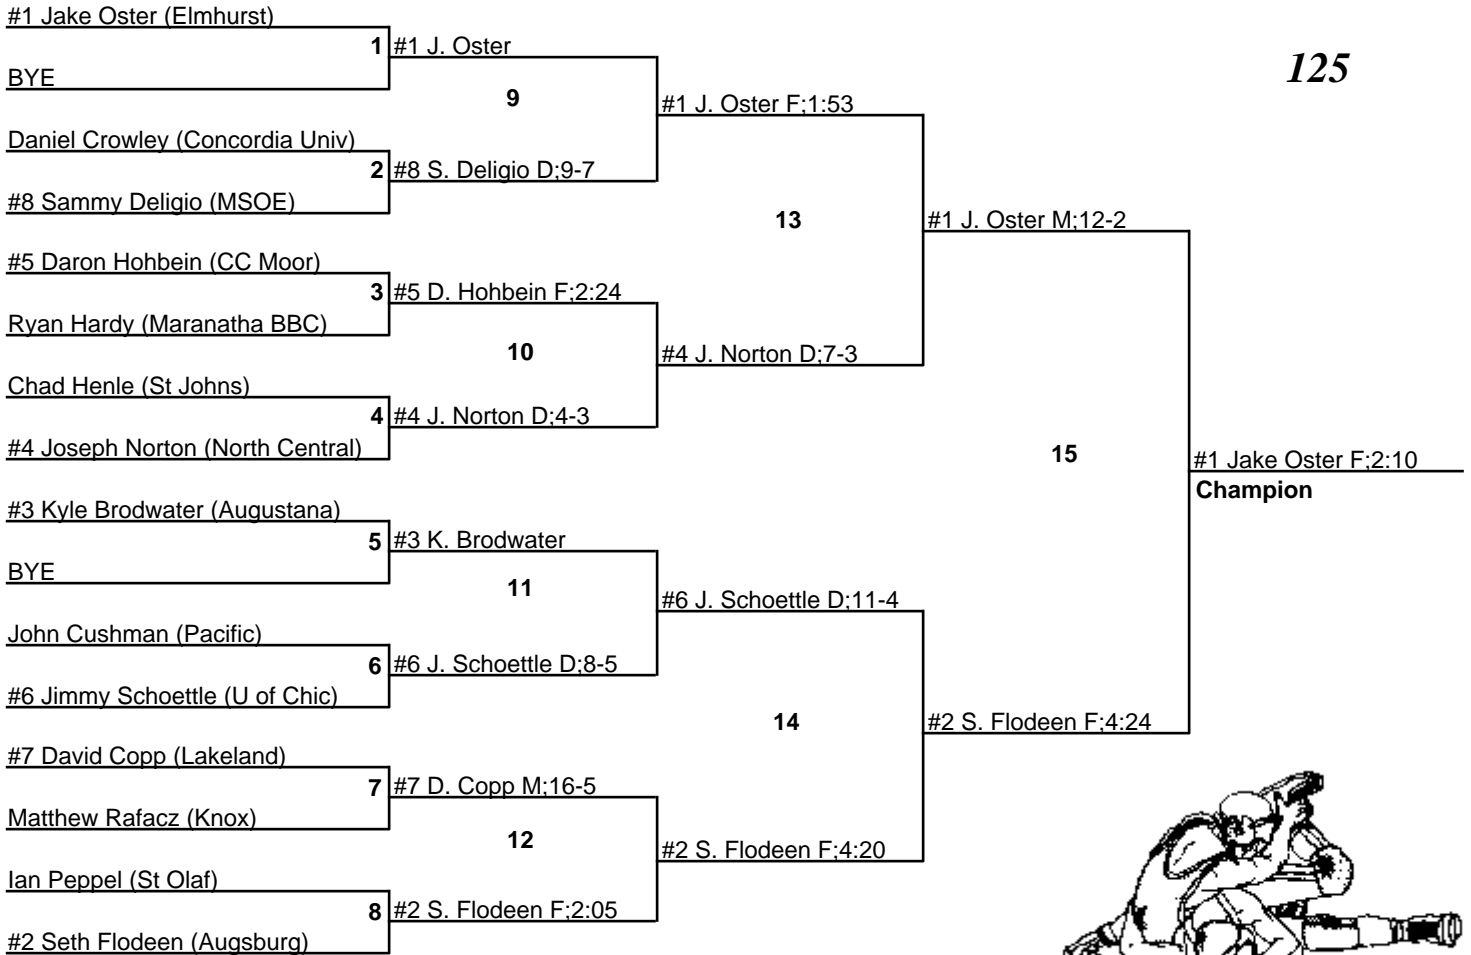 #1 Jake Oster (Elmhurst)
1 #1 J. Oster
BYE
125
9
#1 J. Oster F;1:53
Daniel Crowley (Concordia Univ)
2 #8 S. Deligio D;9-7
#8 Sammy Deligio (MSOE)
13
#1 J. Oster M;12-2
#5 Daron Hohbein (CC Moor)
3 #5 D. Hohbein F;2:24
Ryan Hardy (Maranatha BBC)
10
#4 J. Norton D;7-3
Chad Henle (St Johns)
4 #4 J. Norton D;4-3
#4 Joseph Norton (North Central)
15
#1 Jake Oster F;2:10
Champion
#3 Kyle Brodwater (Augustana)
5 #3 K. Brodwater
BYE
11
#6 J. Schoettle D;11-4
John Cushman (Pacific)
6 #6 J. Schoettle D;8-5
#6 Jimmy Schoettle (U of Chic)
14
#2 S. Flodeen F;4:24
#7 David Copp (Lakeland)
7 #7 D. Copp M;16-5
Matthew Rafacz (Knox)
12
#2 S. Flodeen F;4:20
Ian Peppel (St Olaf)
8 #2 S. Flodeen F;2:05
#2 Seth Flodeen (Augsburg)